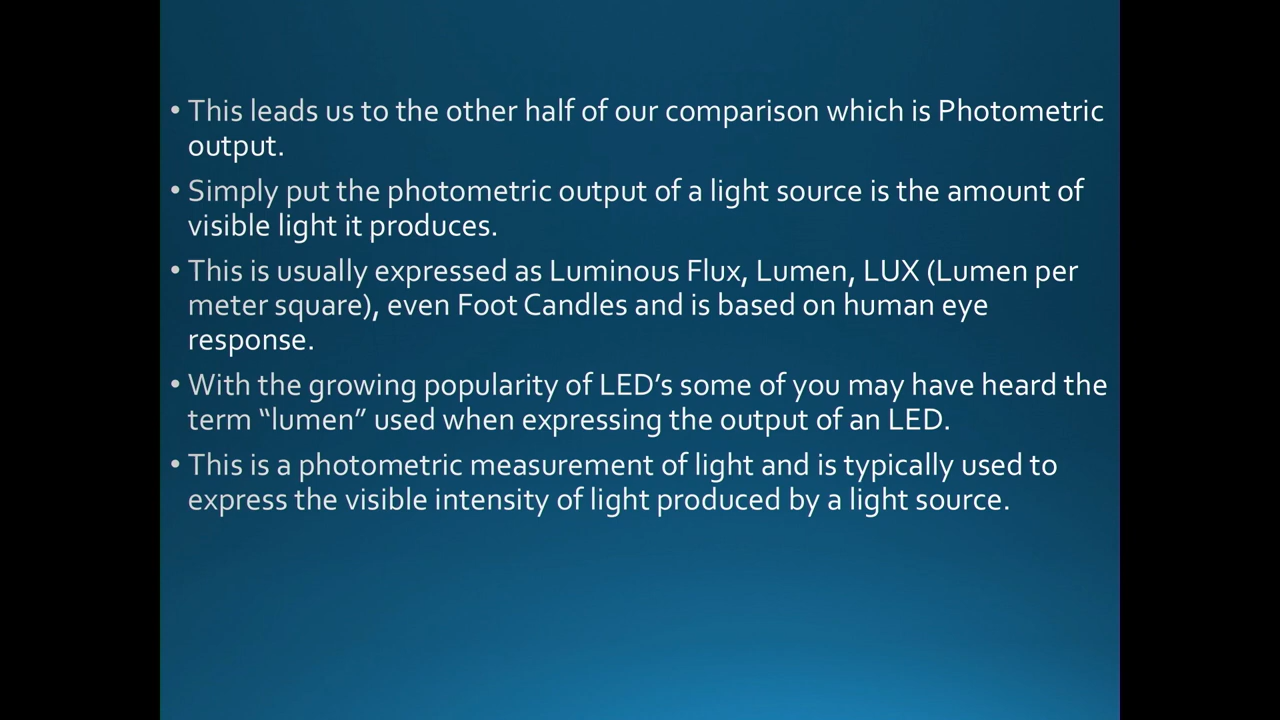 • This leads us to the other half of our comparison which is Photometric
output.
• Simply put the photometric output of a light source is the amount of
visible light it produces.
• This is usually expressed as Luminous Flux, Lumen, LUX (Lumen per
meter square), even Foot Candles and is based on human eye
response.
• With the growing popularity of LED’s some of you may have heard the
term “lumen” used when expressing the output of an LED.
• This is a photometric measurement of light and is typically used to
express the visible intensity of light produced by a light source.